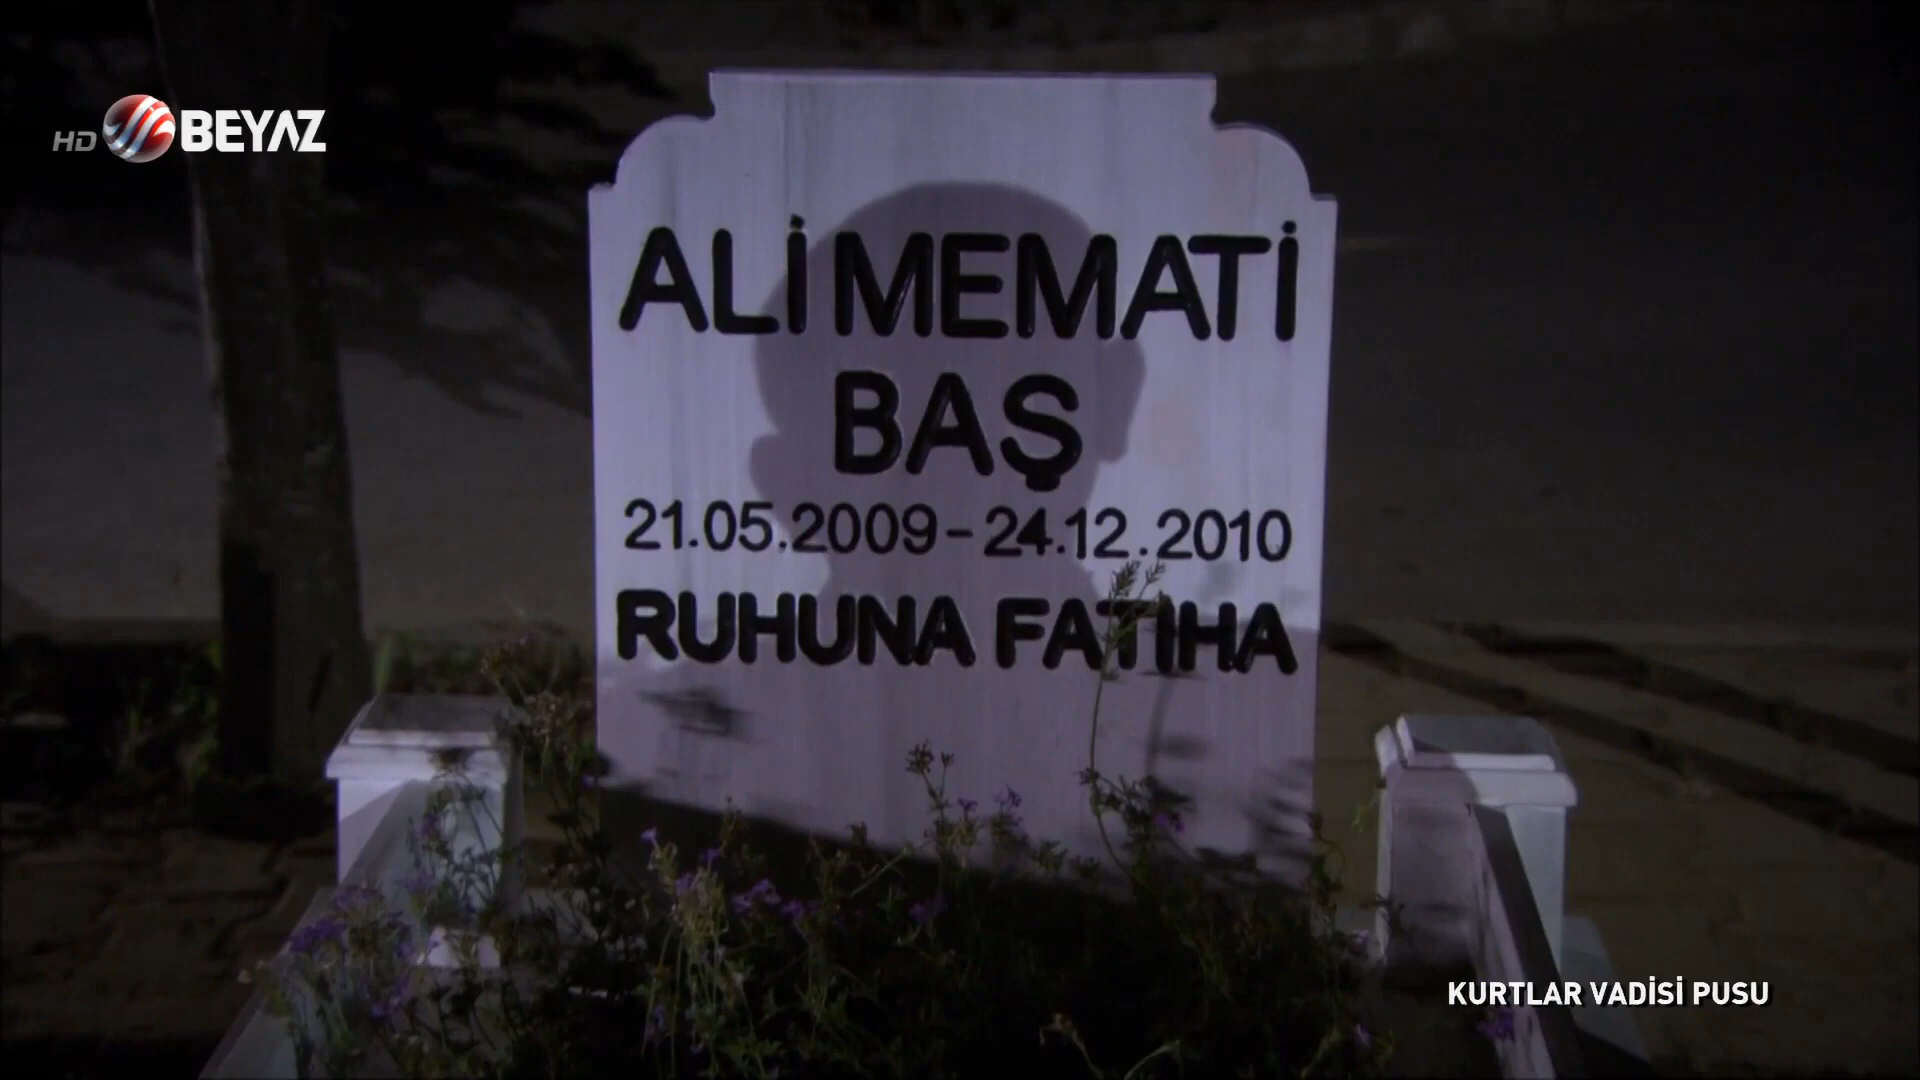 HD BEYAZ
ALİ MEMATİ
BAŞ
21.05.2009 - 24.12.2010
RUHUNA FATIHA
KURTLAR VADİSİ PUSU